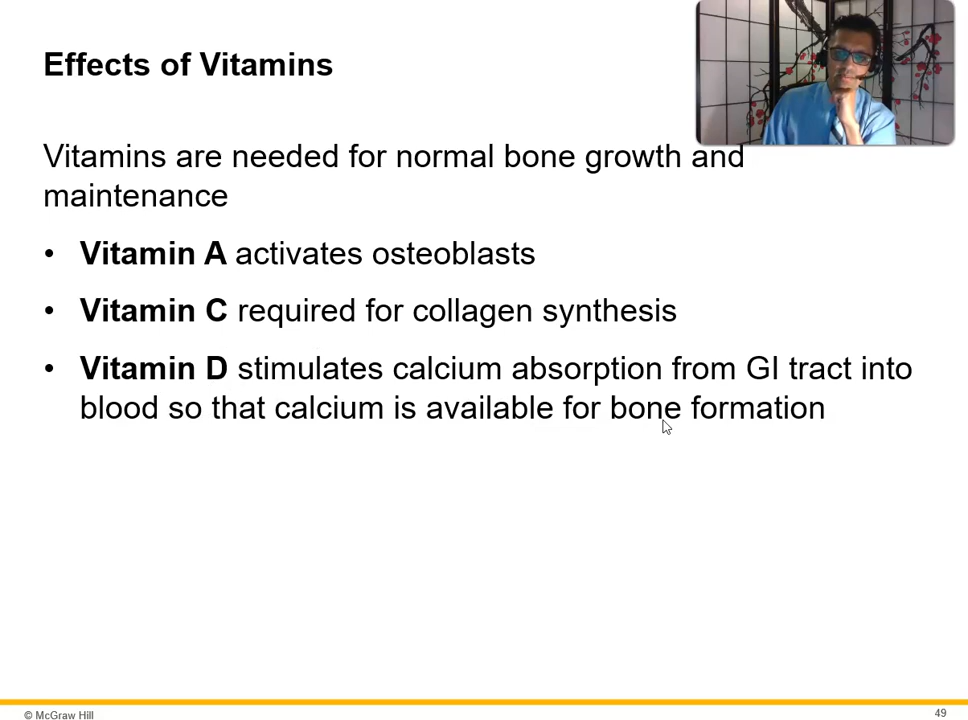 Effects of Vitamins
Vitamins are needed for normal bone growth and
maintenance
• Vitamin A activates osteoblasts
• Vitamin C required for collagen synthesis
• Vitamin D stimulates calcium absorption from GI tract into
blood so that calcium is available for bone formation
© McGraw Hill
49